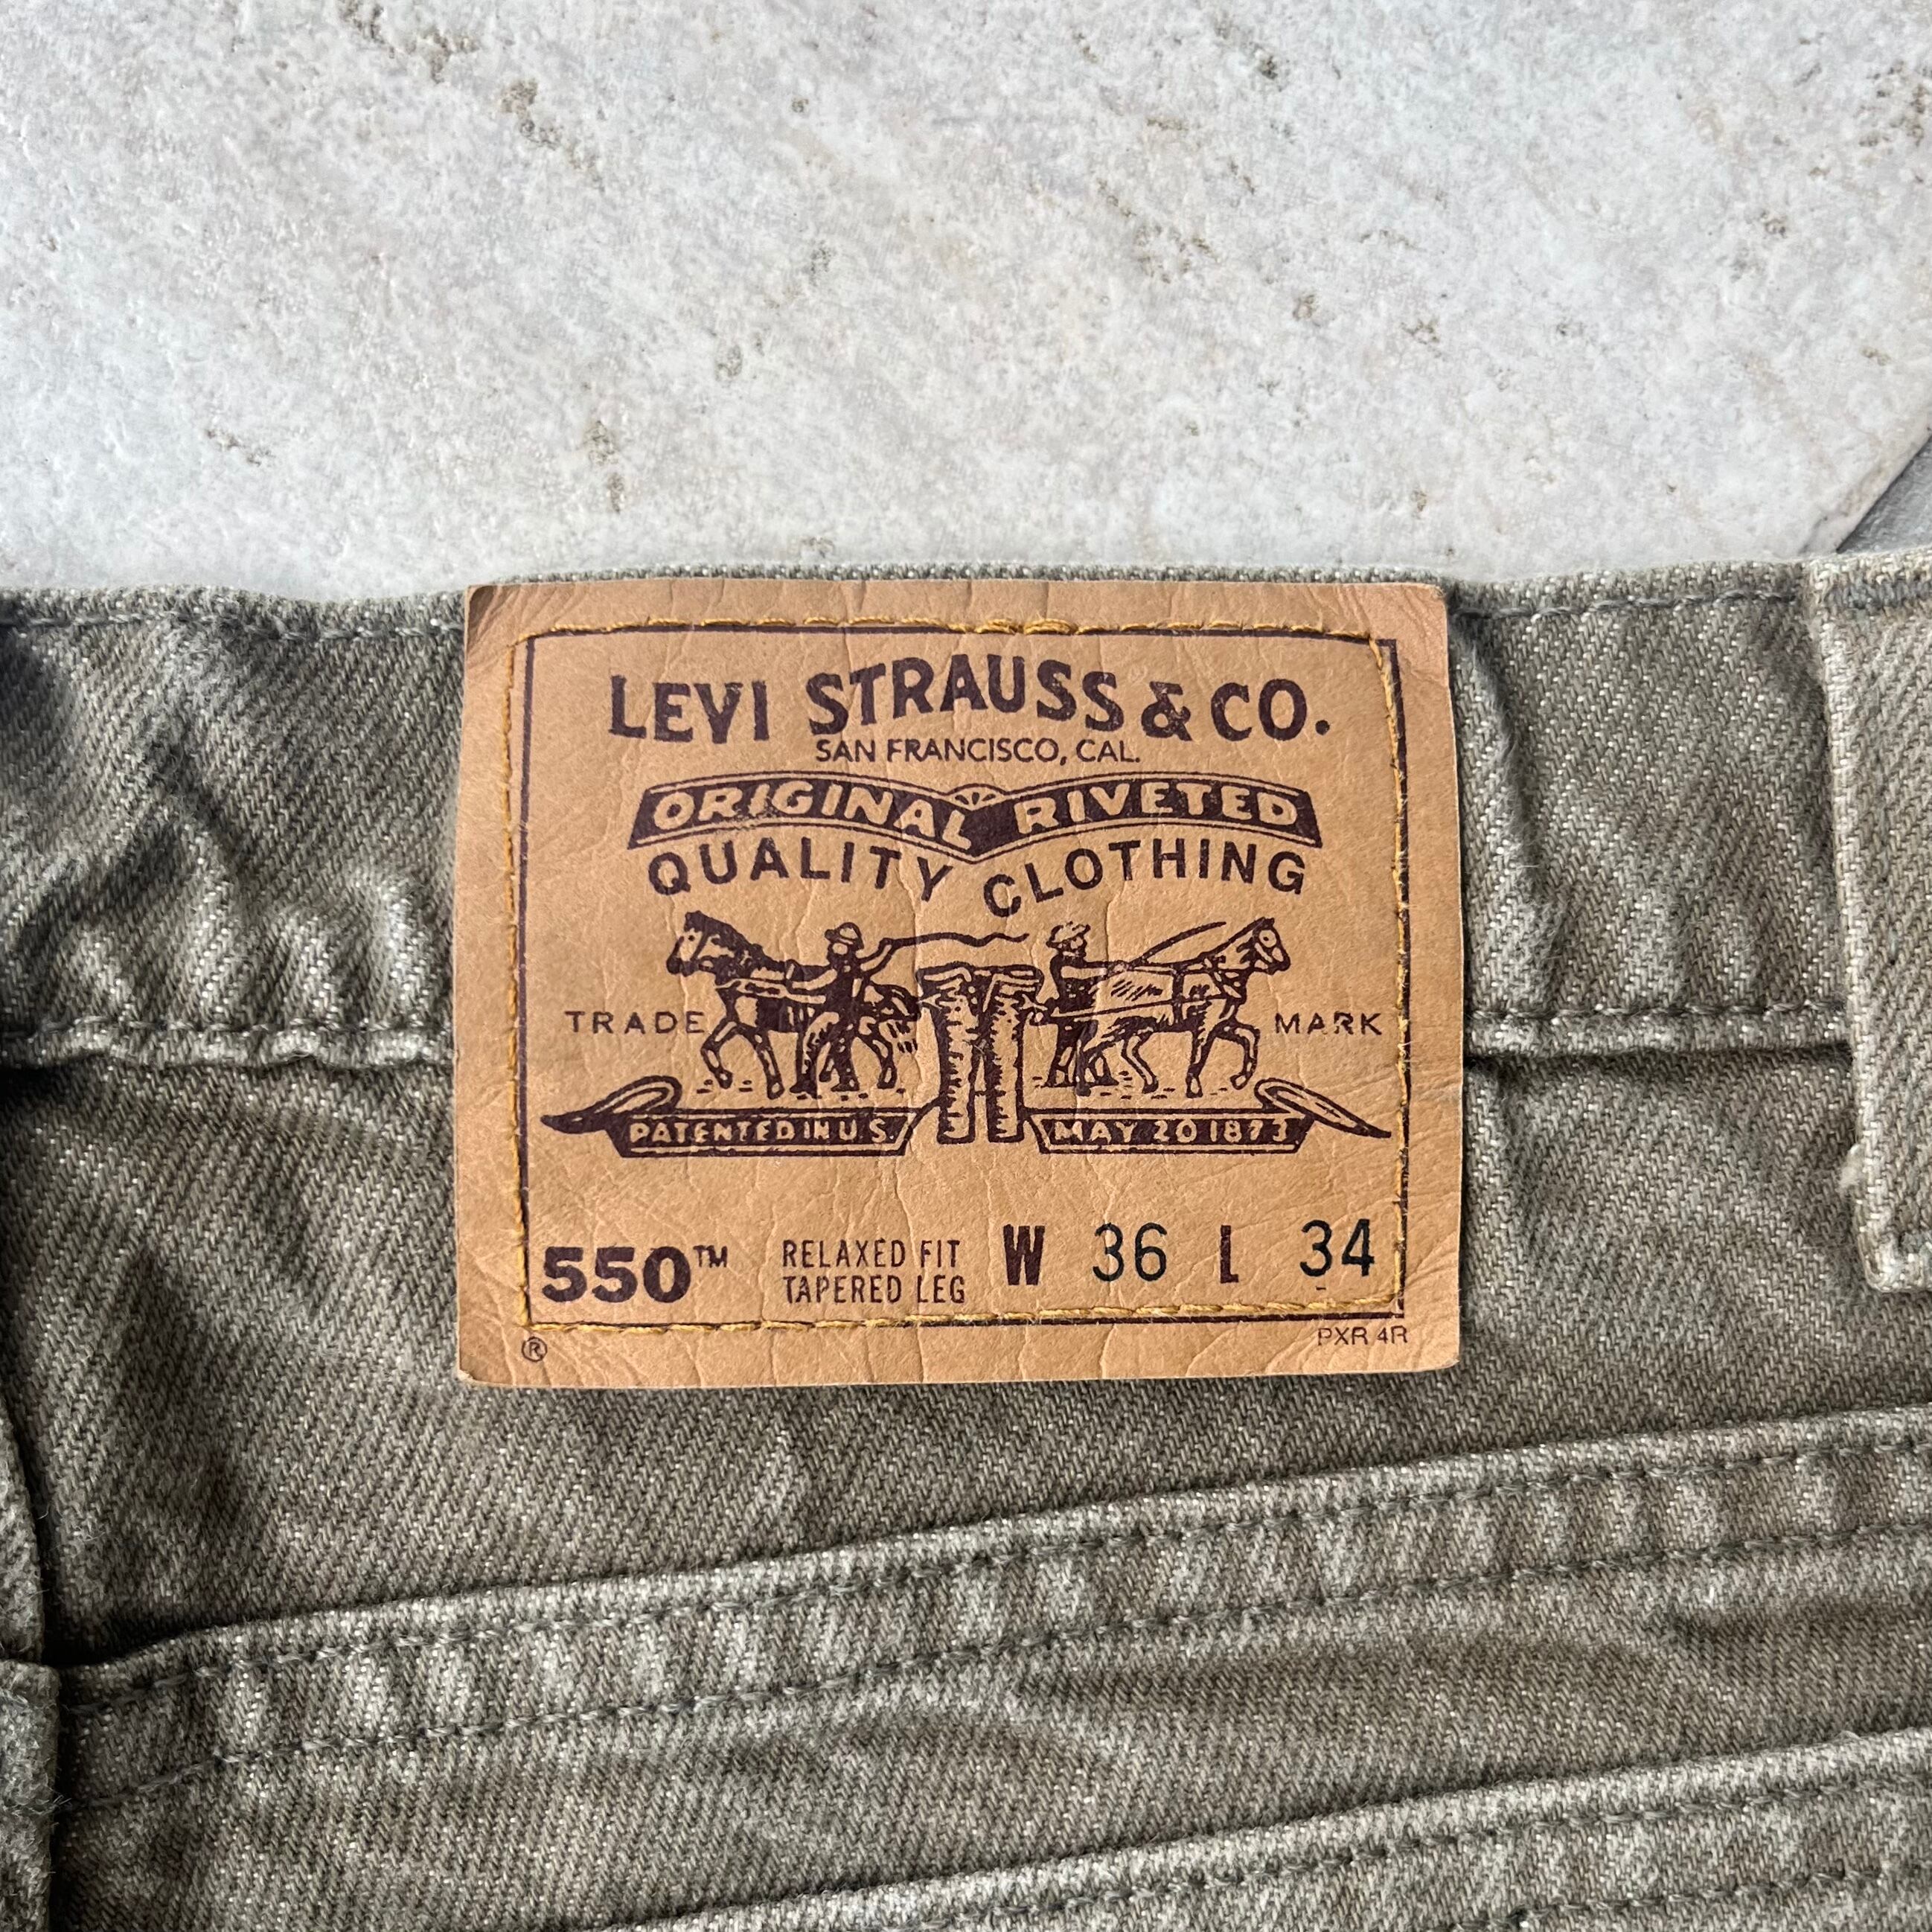 LEVI STRAUSS & CO.
SAN FRANCISCO, CAL.
ORIGINAL RIVETED
QUALITY CLOTHING
TRADE MARK
PATENTED IN U.S. MAY 20 1873
550™ RELAXED FIT W 36 L 34
TAPERED LEG
® PXR 4R